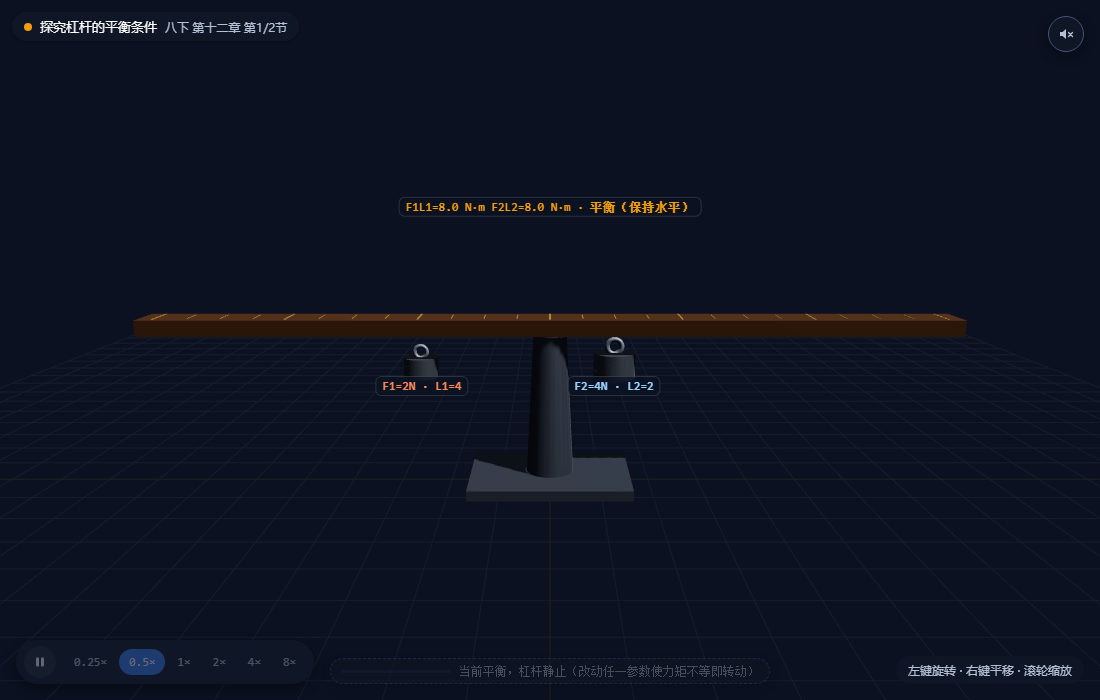 探究杠杆的平衡条件 八下 第十二章 第1/2节
F1L1=8.0 N·m F2L2=8.0 N·m · 平衡（保持水平）
F1=2N · L1=4
F2=4N · L2=2
0.25× 0.5× 1× 2× 4× 8×
当前平衡，杠杆静止（改动任一参数使力矩不等即转动）
左键旋转 · 右键平移 · 滚轮缩放